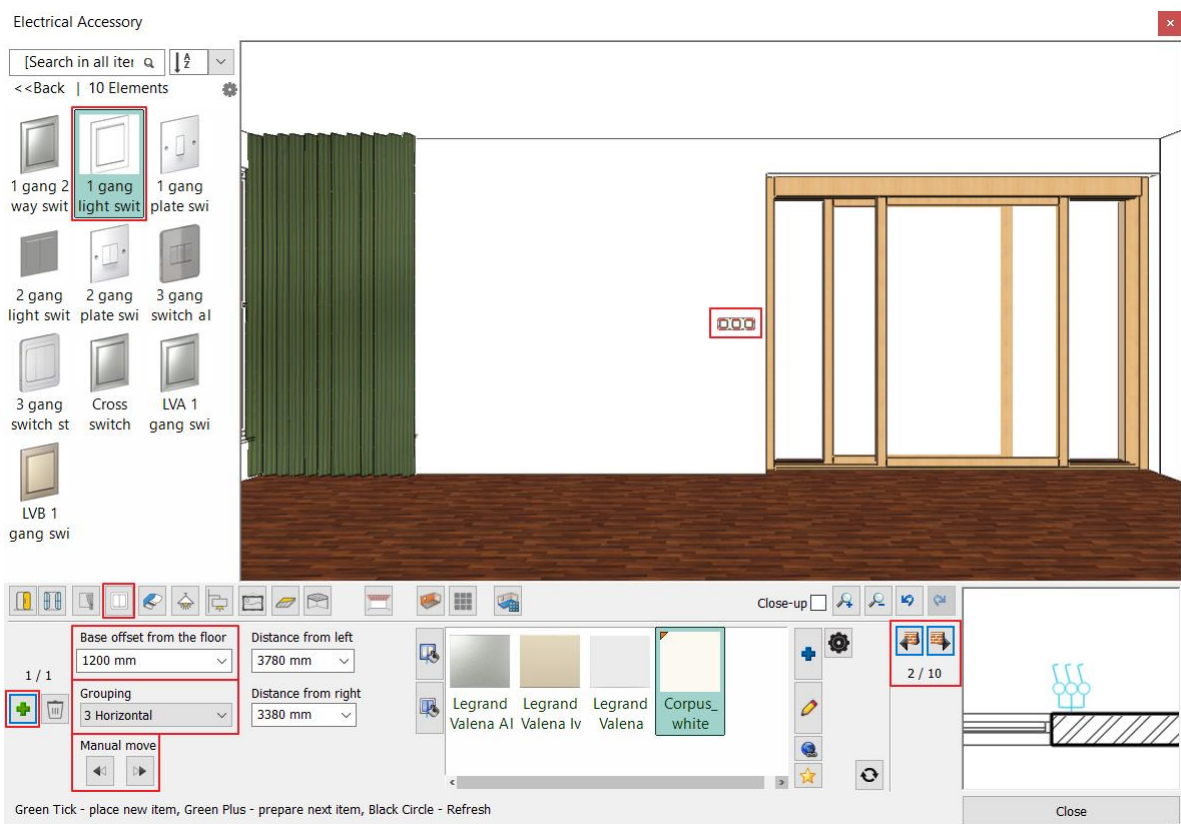 Electrical Accessory
[Search in all iter
A
Z
<<Back | 10 Elements
1 gang 2
way swit
1 gang
light swit
1 gang
plate swi
2 gang
light swit
2 gang
plate swi
3 gang
switch al
3 gang
switch st
Cross
switch
LVA 1
gang swi
LVB 1
gang swi
Close-up
1 / 1
Base offset from the floor
1200 mm
Grouping
3 Horizontal
Manual move
Distance from left
3780 mm
Distance from right
3380 mm
Legrand
Valena Al
Legrand
Valena Iv
Legrand
Valena
Corpus_
white
2 / 10
Green Tick - place new item, Green Plus - prepare next item, Black Circle - Refresh
Close